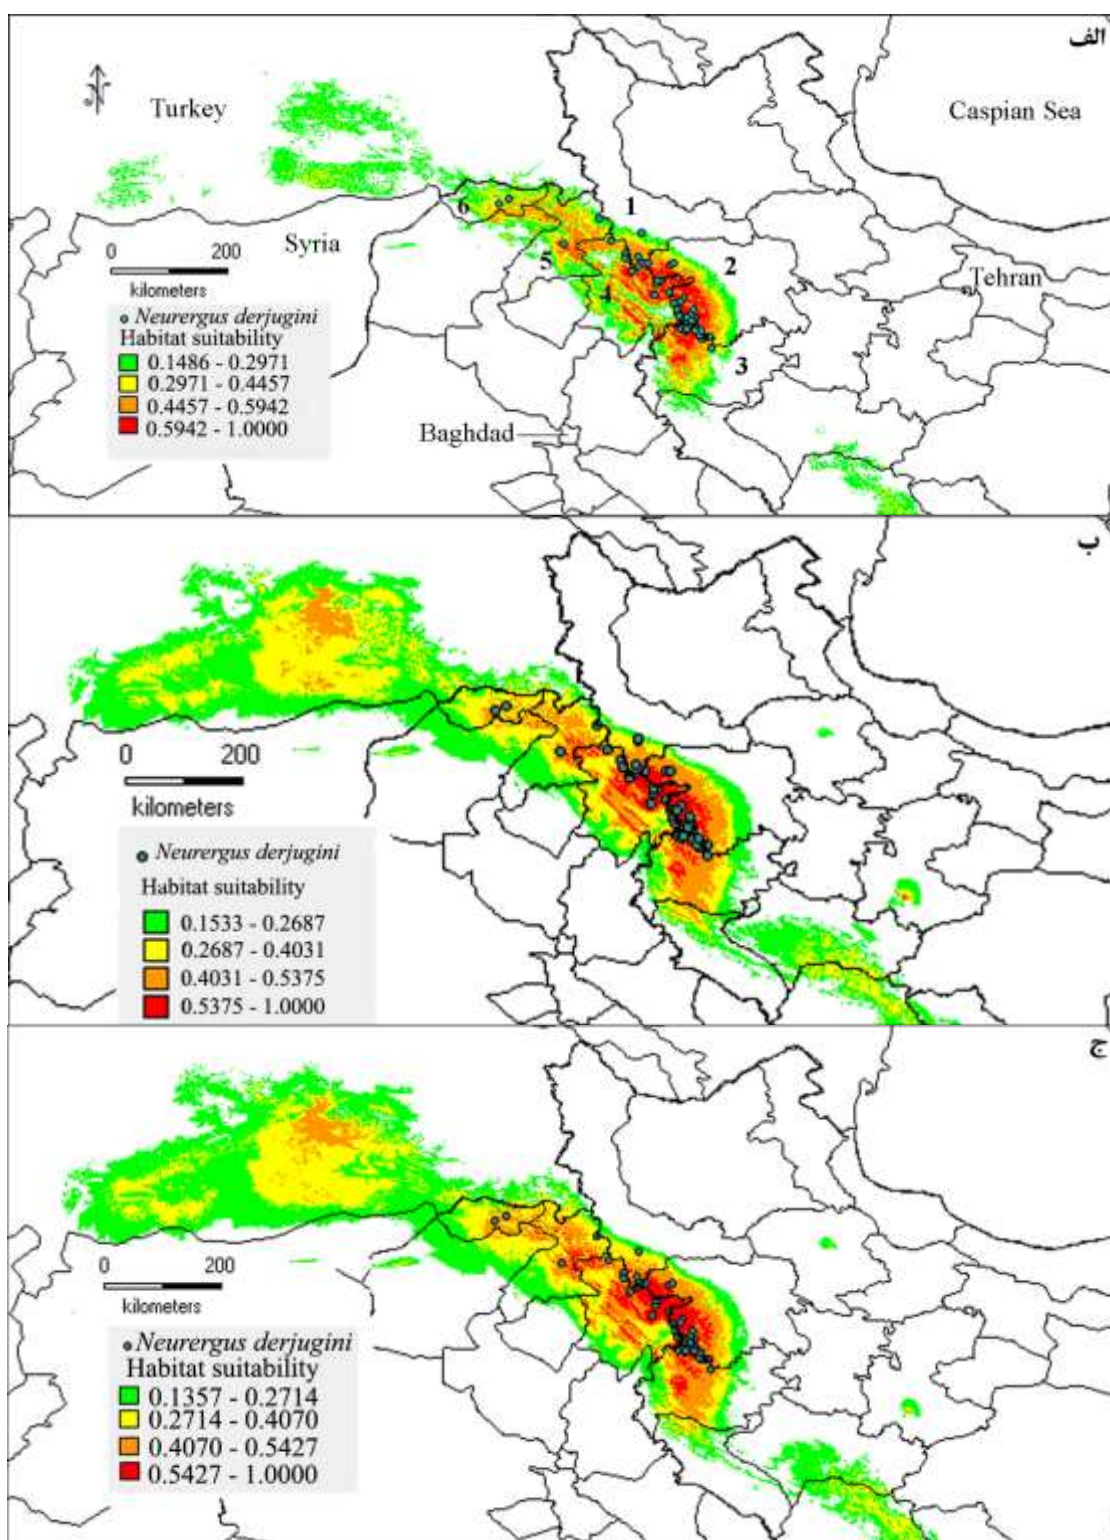 الف
Turkey
Caspian Sea
6
1
Syria
5
2
Tehran
0 200
kilometers
4
Neurergus derjugini
Habitat suitability
0.1486 - 0.2971
0.2971 - 0.4457
0.4457 - 0.5942
0.5942 - 1.0000
3
Baghdad
ب
0 200
kilometers
Neurergus derjugini
Habitat suitability
0.1533 - 0.2687
0.2687 - 0.4031
0.4031 - 0.5375
0.5375 - 1.0000
ج
0 200
kilometers
Neurergus derjugini
Habitat suitability
0.1357 - 0.2714
0.2714 - 0.4070
0.4070 - 0.5427
0.5427 - 1.0000